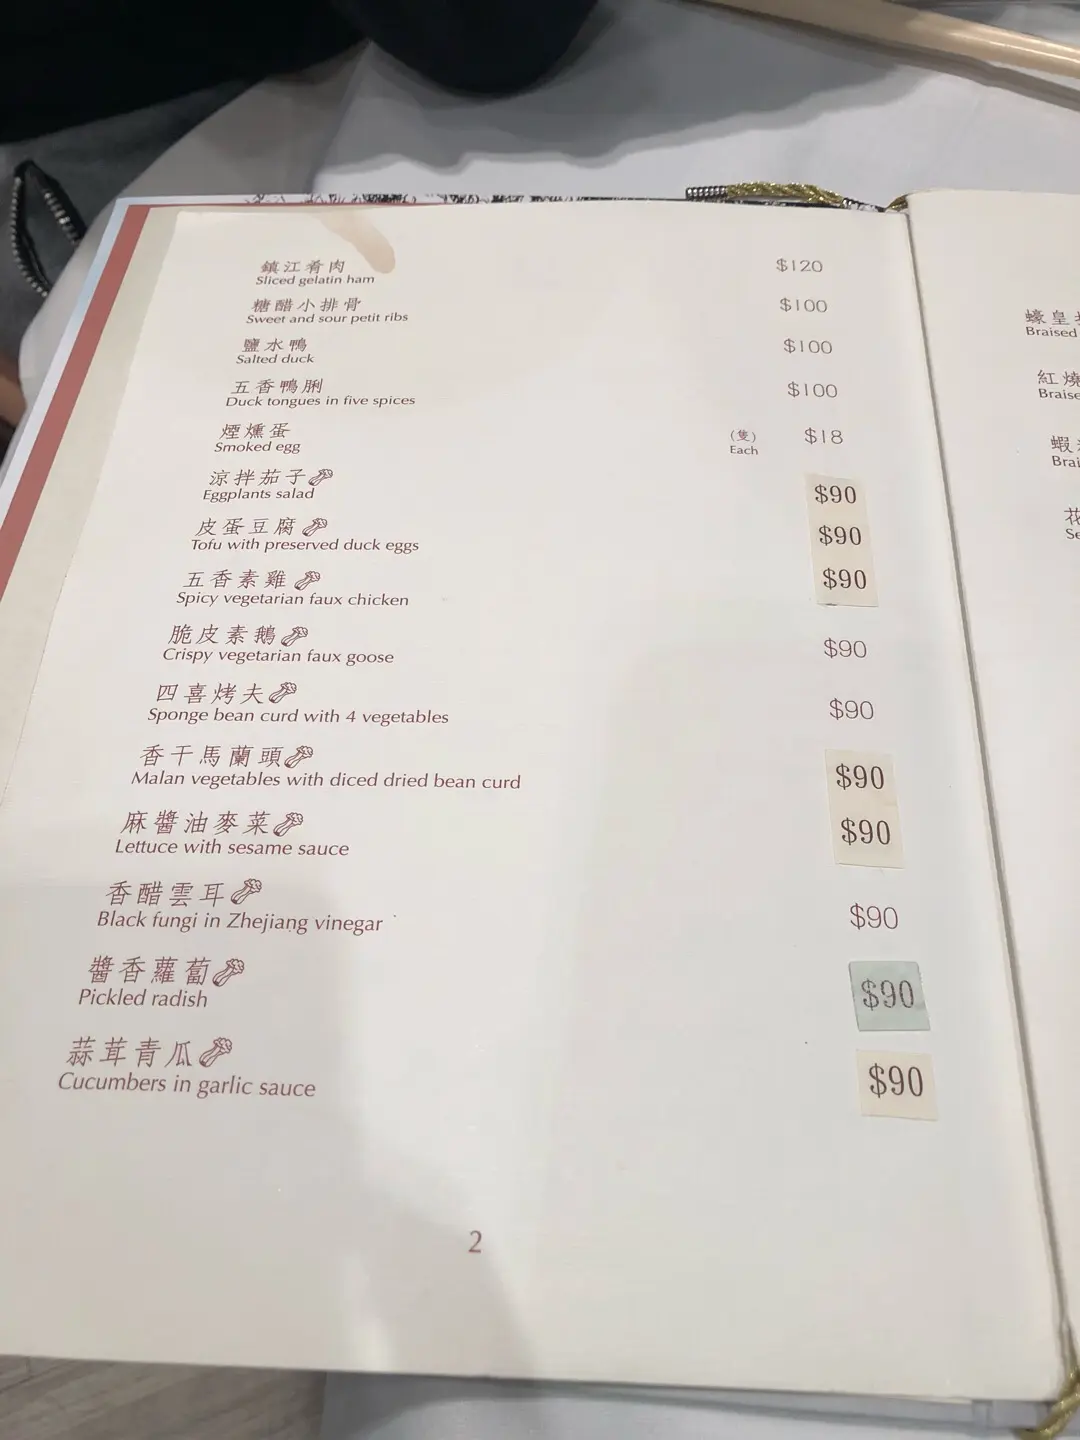 鎮江肴肉 $120
Sliced gelatin ham
糖醋小排骨 $100
Sweet and sour petit ribs
鹽水鴨 $100
Salted duck
五香鴨脷 $100
Duck tongues in five spices
煙燻蛋 (隻) $18
Smoked egg Each
涼拌茄子 $90
Eggplants salad
皮蛋豆腐 $90
Tofu with preserved duck eggs
五香素雞 $90
Spicy vegetarian faux chicken
脆皮素鵝 $90
Crispy vegetarian faux goose
四喜烤夫 $90
Sponge bean curd with 4 vegetables
香干馬蘭頭 $90
Malan vegetables with diced dried bean curd
麻醬油麥菜 $90
Lettuce with sesame sauce
香醋雲耳 $90
Black fungi in Zhejiang vinegar
醬香蘿蔔 $90
Pickled radish
蒜茸青瓜 $90
Cucumbers in garlic sauce
2
蠔皇
Braised
紅燒
蝦
花